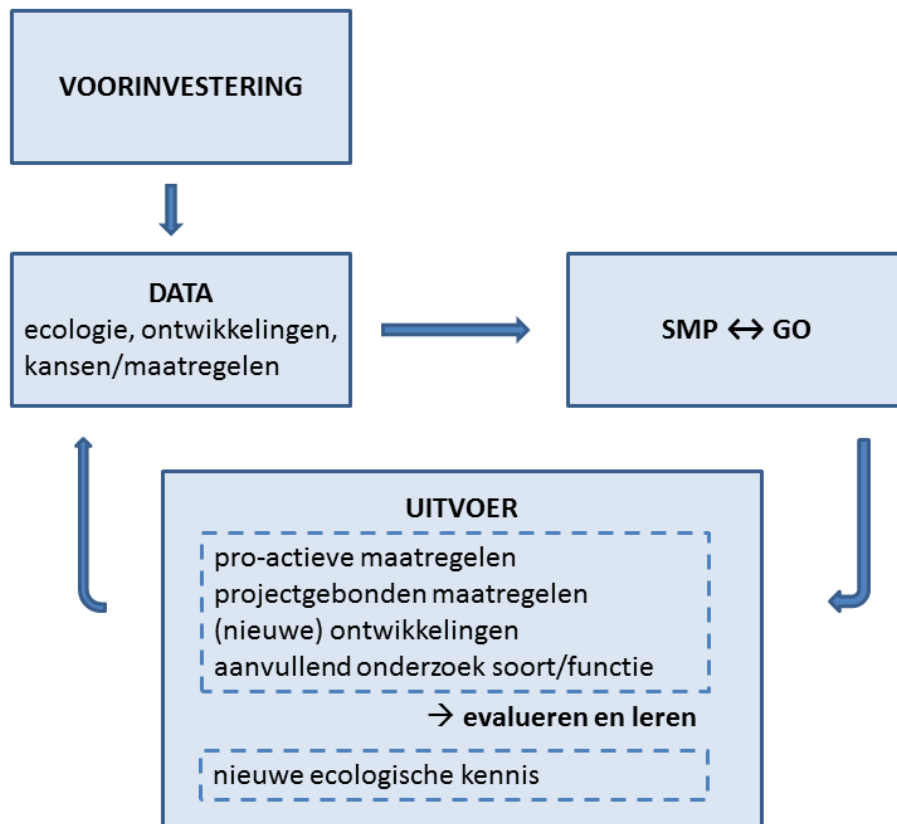 VOORINVESTERING
DATA
ecologie, ontwikkelingen,
kansen/maatregelen
SMP ↔ GO
UITVOER
pro-actieve maatregelen
projectgebonden maatregelen
(nieuwe) ontwikkelingen
aanvullend onderzoek soort/functie
→ evalueren en leren
nieuwe ecologische kennis